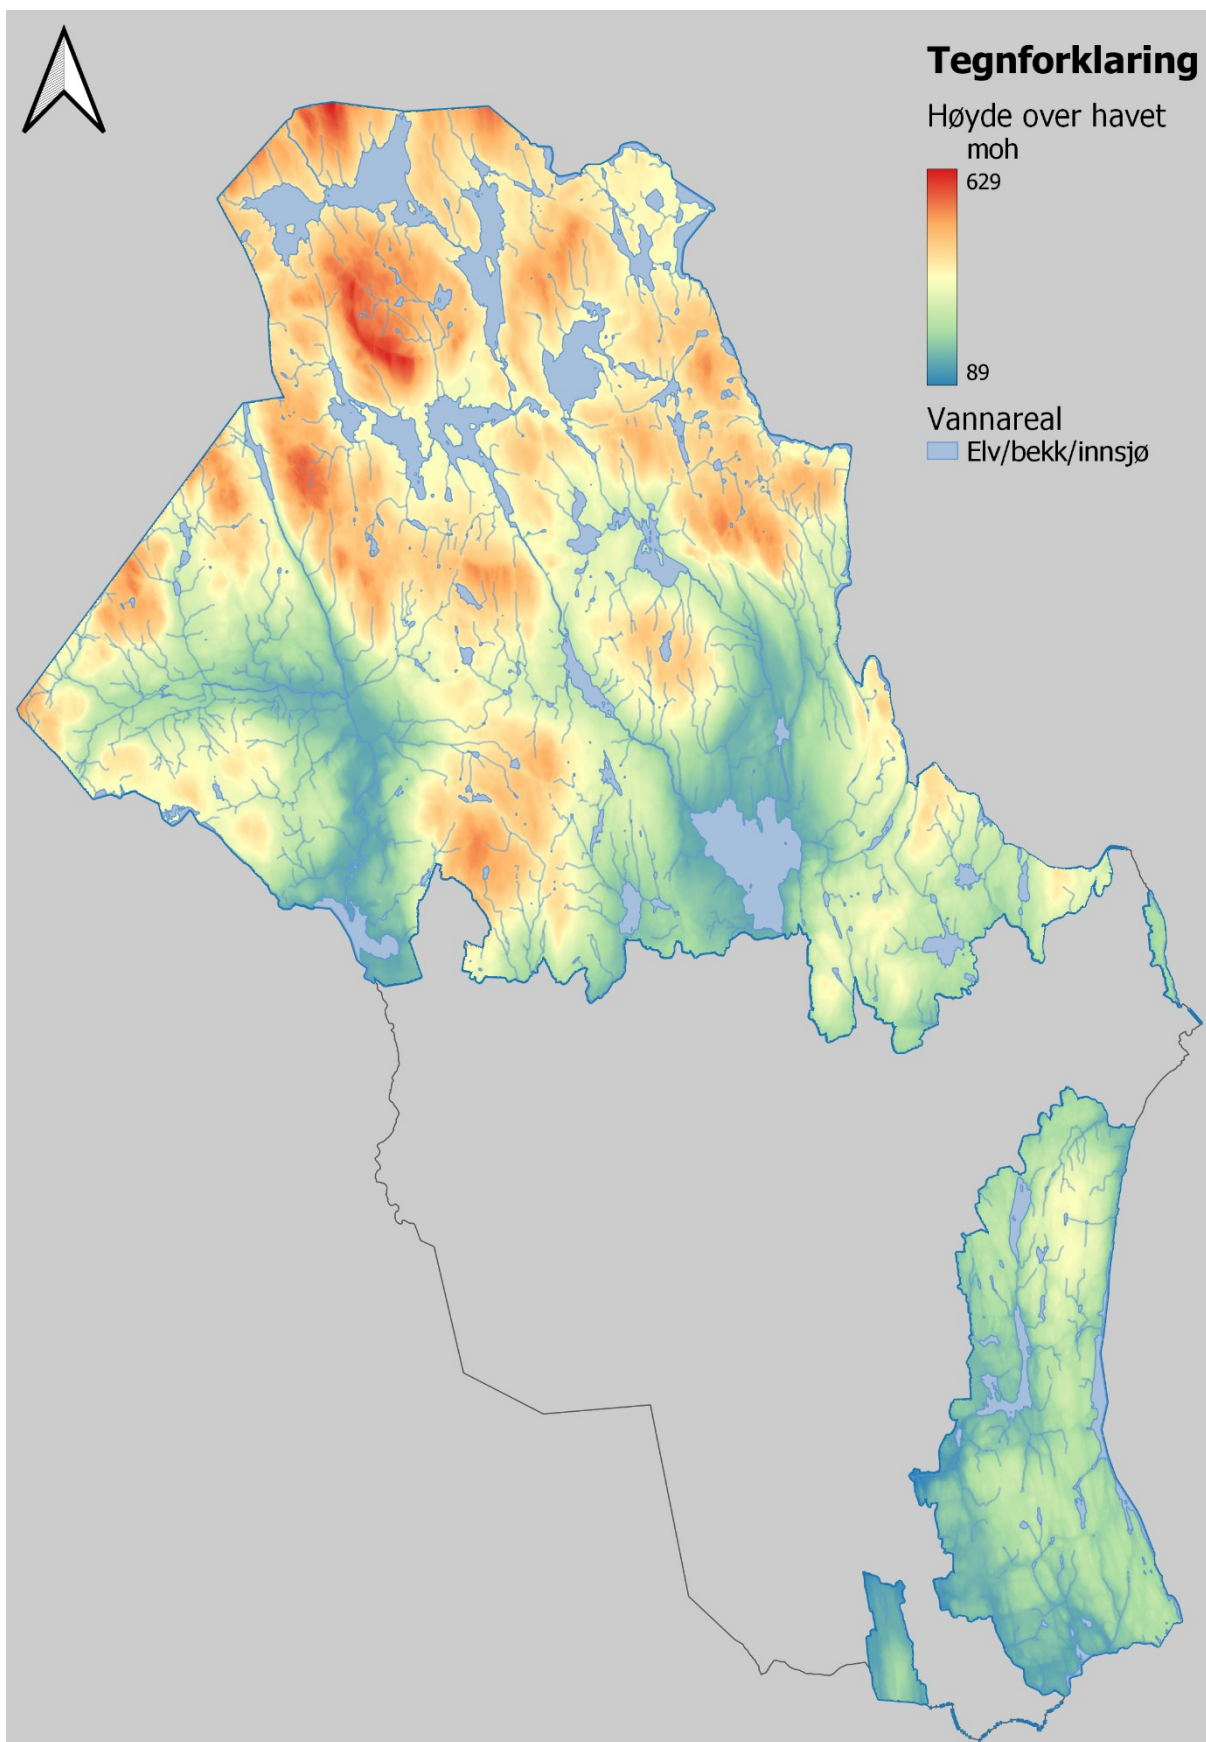 Tegnforklaring
Høyde over havet
moh
629
89
Vannareal
Elv/bekk/innsjø